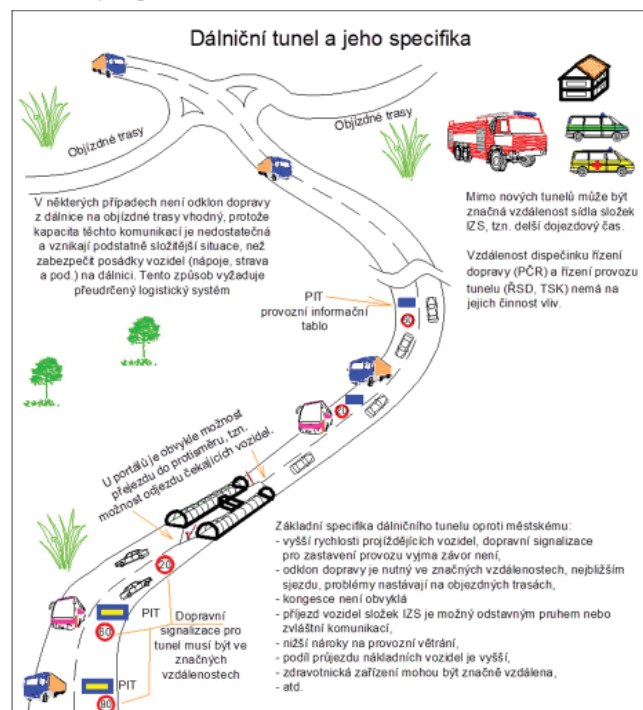 Dálniční tunel a jeho specifika
Objízdné trasy
Objízdné trasy
V některých případech není odklon dopravy
z dálnice na objízdné trasy vhodný, protože
kapacita těchto komunikací je nedostatečná
a vznikají podstatně složitější situace, než
zabezpečit posádky vozidel (nápoje, strava
a pod.) na dálnici. Tento způsob vyžaduje
přeudrčený logistický systém
Mimo nových tunelů může být
značná vzdálenost sídla složek
IZS, tzn. delší dojezdový čas.
Vzdálenost dispečinku řízení
dopravy (PČR) a řízení provozu
tunelu (ŘSD, TSK) nemá na
jejich činnost vliv.
PIT
provozní informační
tablo
U portálů je obvykle možnost
přejezdu do protisměru, tzn.
možnost odjezdu čekajících vozidel.
Základní specifika dálničního tunelu oproti městskému:
- vyšší rychlosti projíždějících vozidel, dopravní signalizace
pro zastavení provozu vyjma závor není,
- odklon dopravy je nutný ve značných vzdálenostech, nejbližším
sjezdu, problémy nastávají na objezdných trasách,
- kongesce není obvyklá
- příjezd vozidel složek IZS je možný odstavným pruhem nebo
zvláštní komunikací,
- nižší nároky na provozní větrání,
- podíl průjezdu nákladních vozidel je vyšší,
- zdravotnická zařízení mohou být značně vzdálena,
- atd.
20
PIT
60
Dopravní
signalizace pro
tunel musí být ve
značných
vzdálenostech
PIT
80